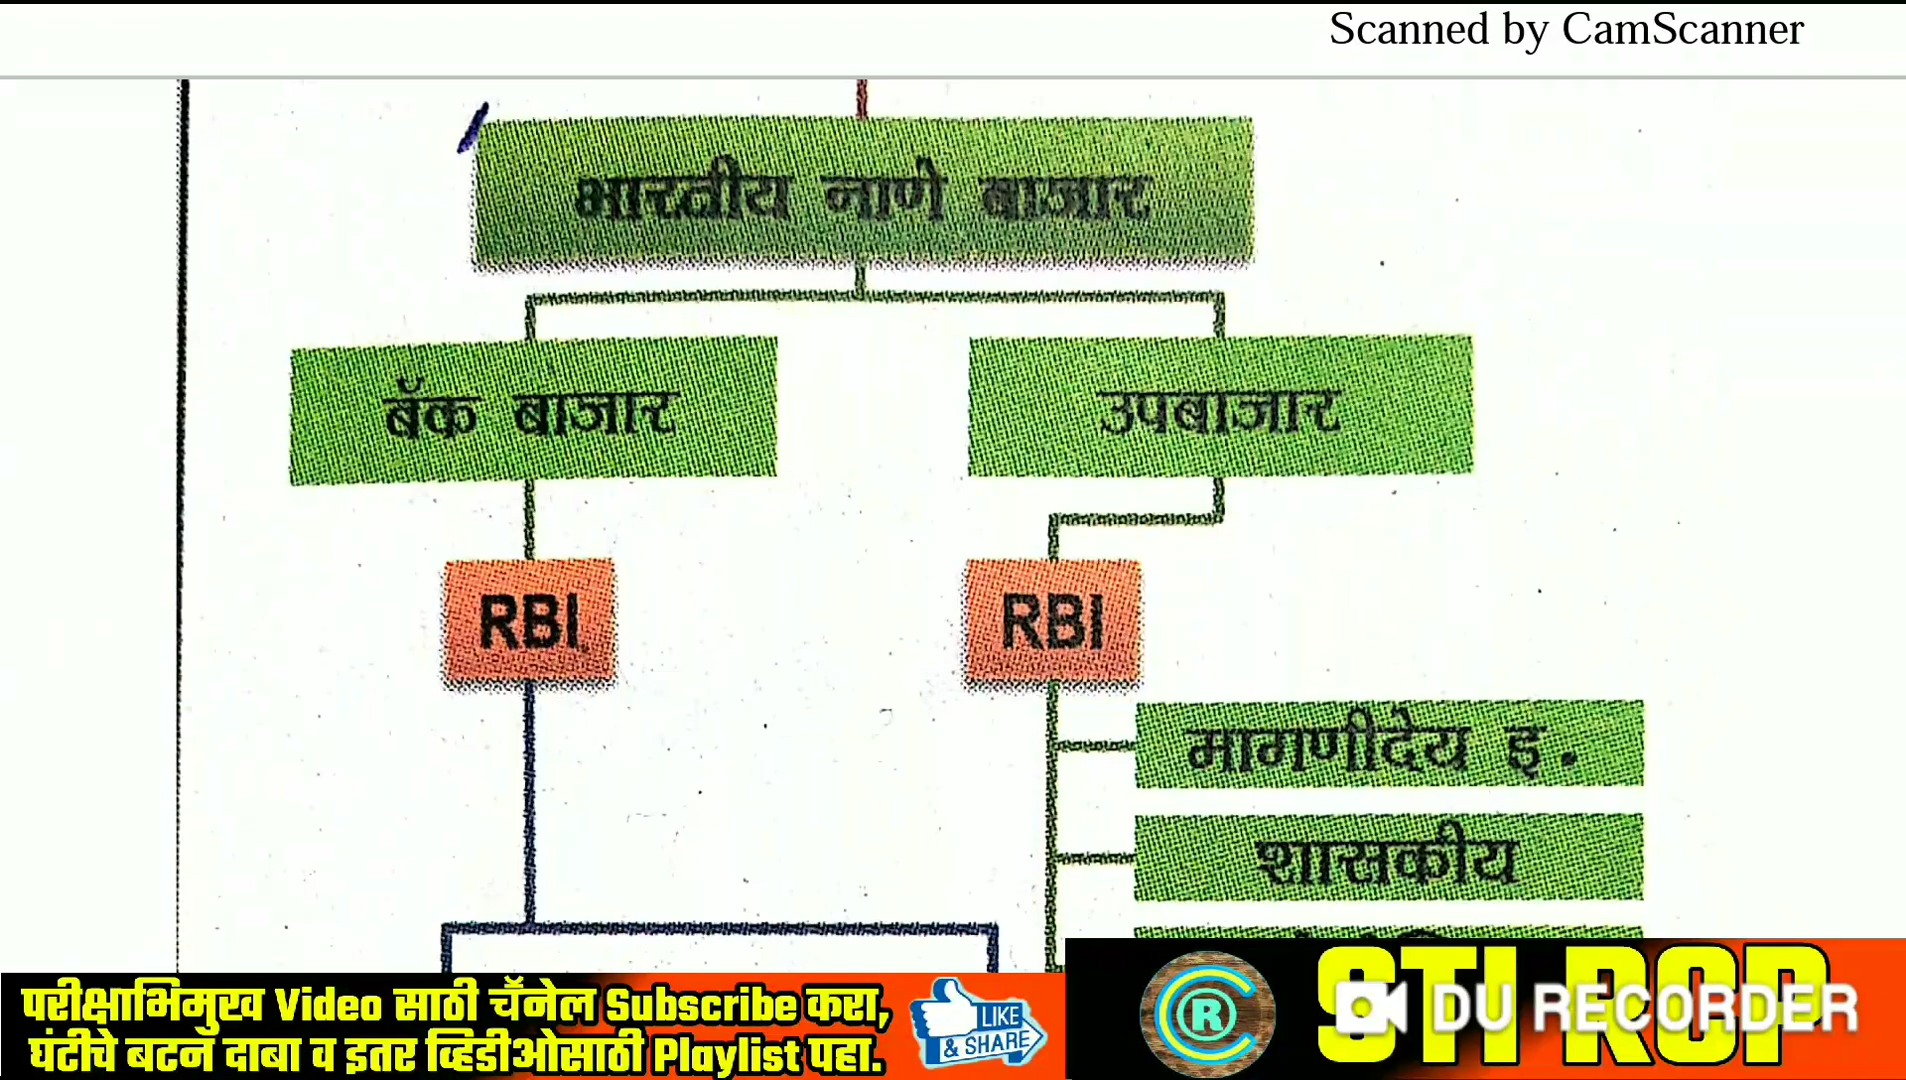 Scanned by CamScanner
भारतीय नाणे बाजार
बॅक बाजार
उपबाजार
RBI
RBI
मागणीदेय इ.
शासकीय
परीक्षाभिमुख Video साठी चॅनेल Subscribe करा,
घंटीचे बटन दाबा व इतर व्हिडीओसाठी Playlist पहा.
LIKE
& SHARE
R
STI
DU RECORDER